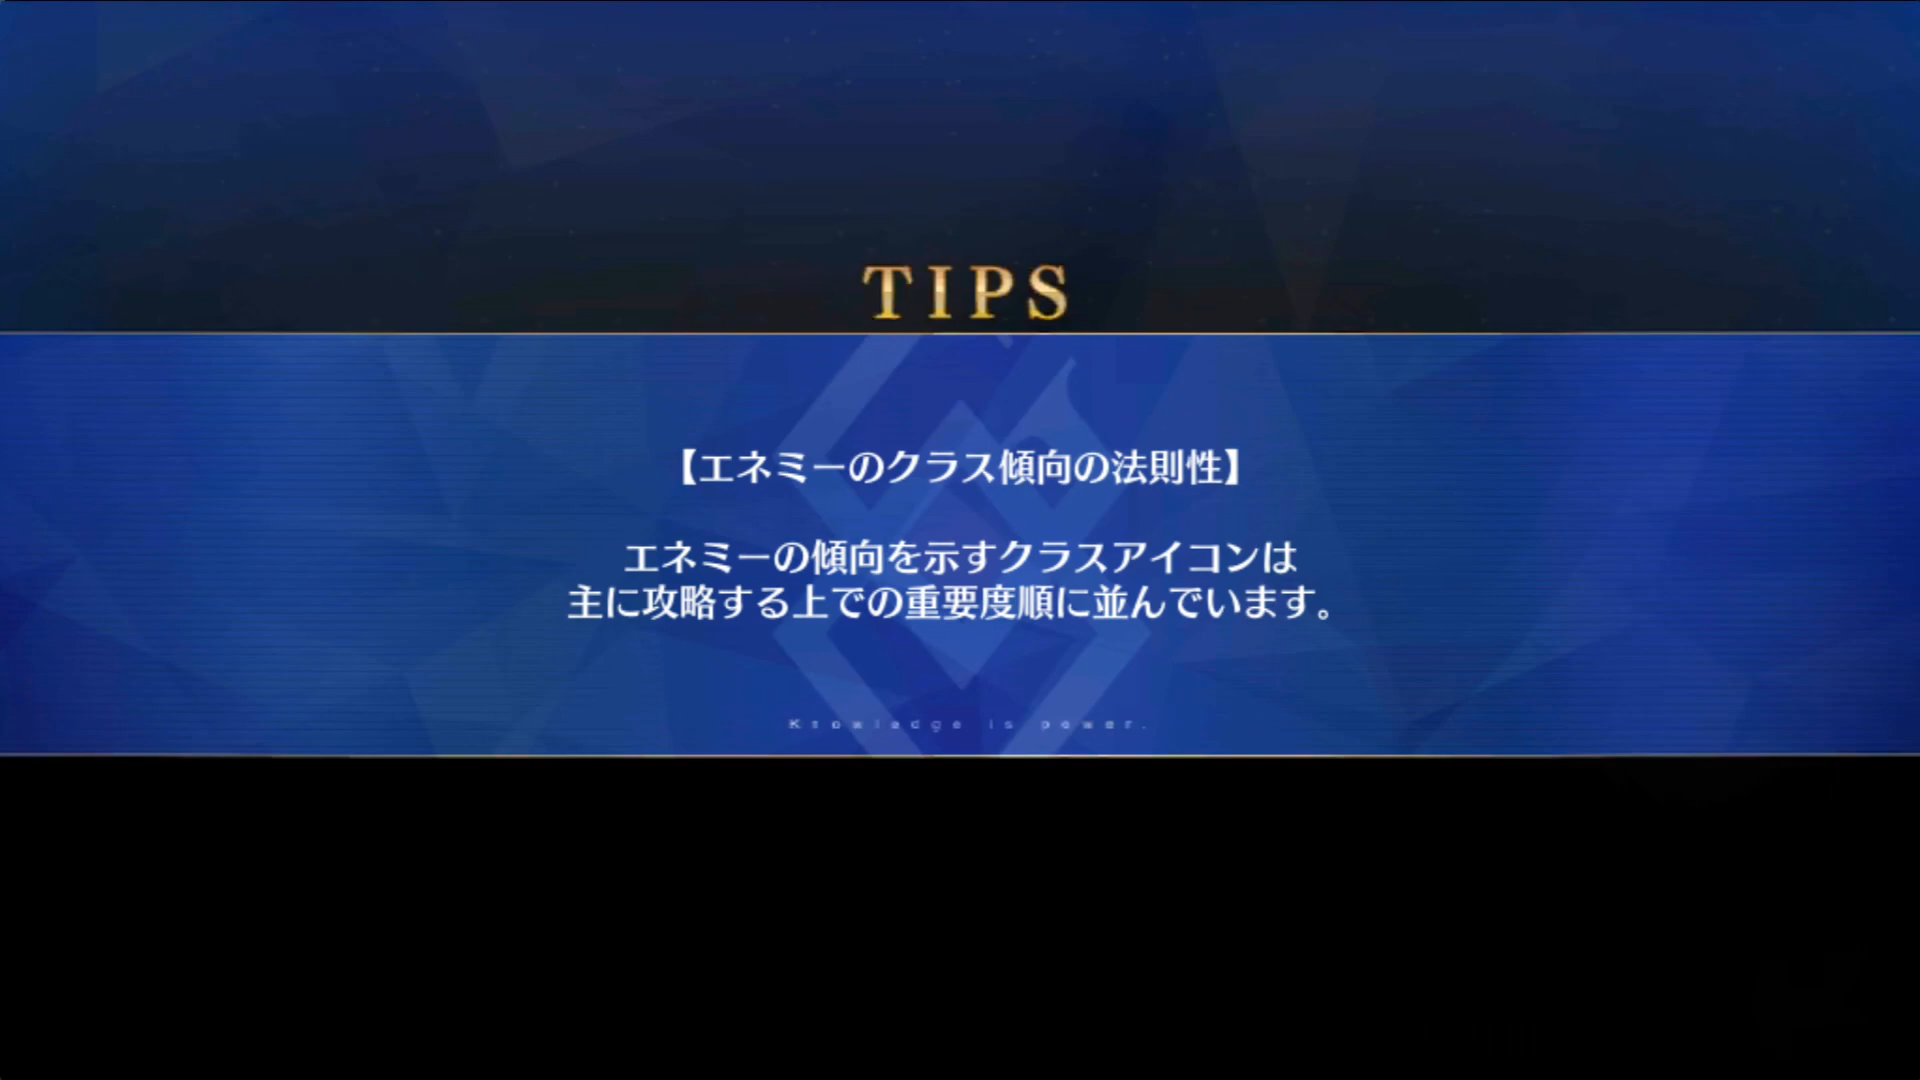 TIPS
【エネミーのクラス傾向の法則性】
エネミーの傾向を示すクラスアイコンは
主に攻略する上での重要度順に並んでいます。
Knowledge is power.